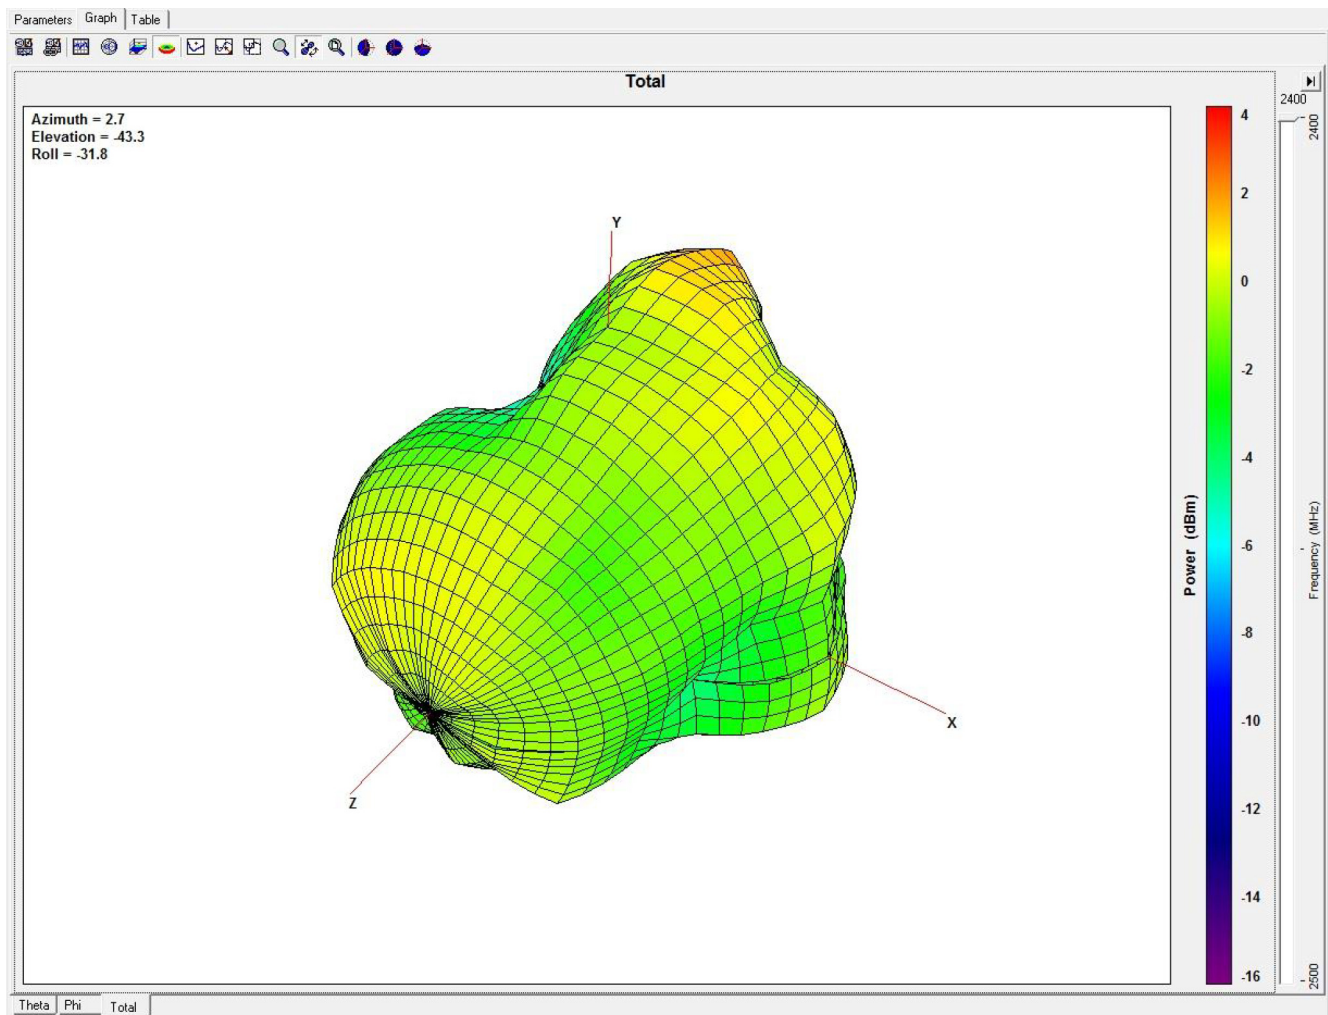 Parameters Graph Table
Total
Azimuth = 2.7
Elevation = -43.3
Roll = -31.8
Y
X
Z
4
2
0
-2
-4
-6
-8
-10
-12
-14
-16
Power (dBm)
2400
2400
Frequency (MHz)
2500
Theta Phi Total